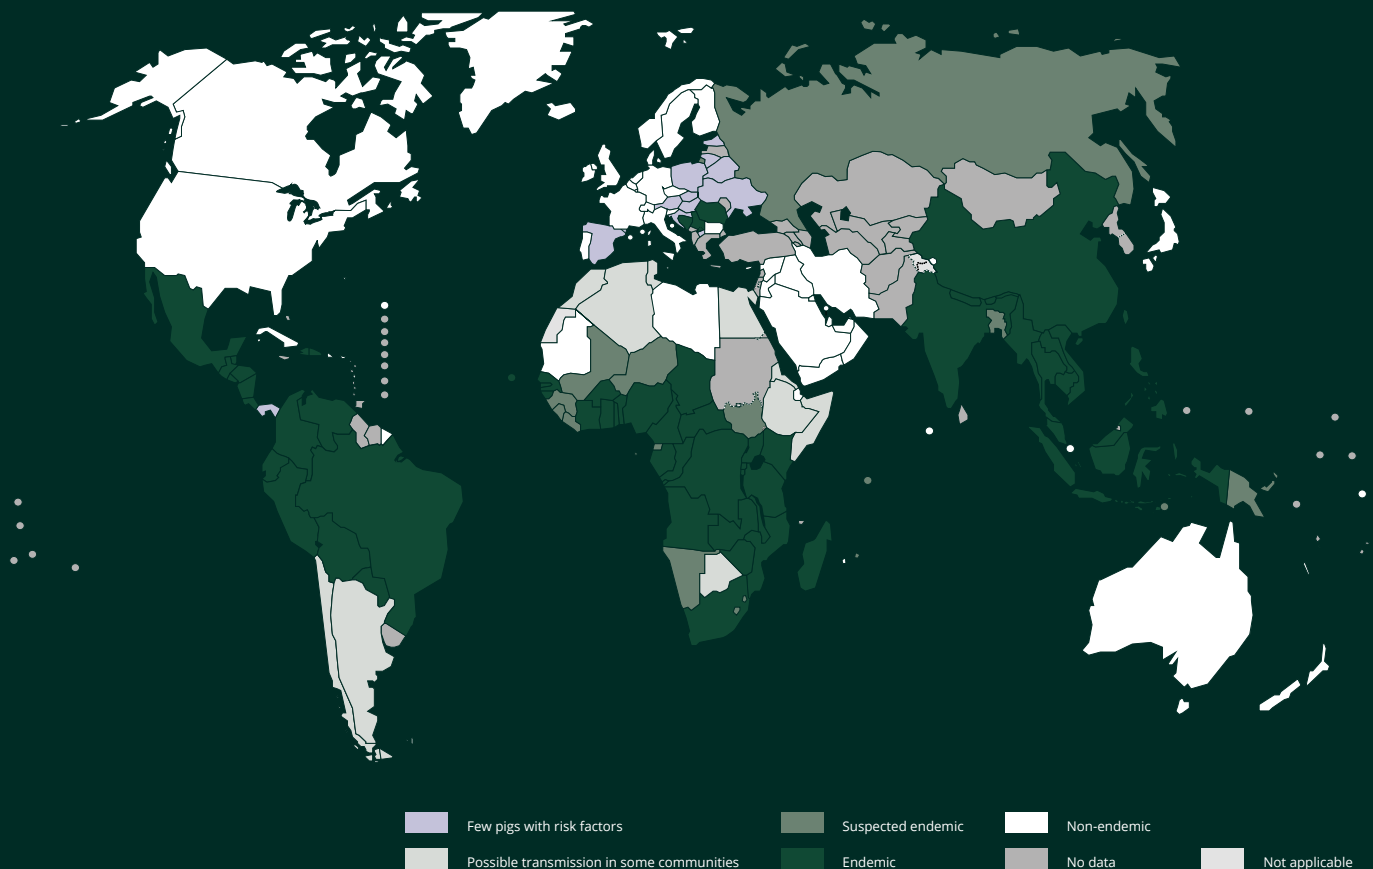 Few pigs with risk factors
Suspected endemic
Non-endemic
Possible transmission in some communities
Endemic
No data
Not applicable